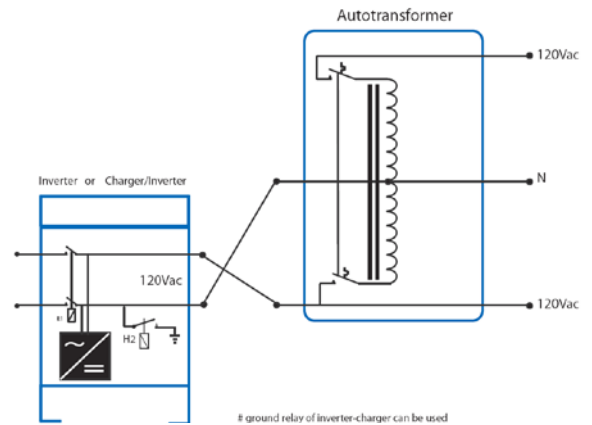 Autotransformer
120Vac
Inverter or Charger/Inverter
N
120Vac
H2
120Vac
# ground relay of inverter-charger can be used